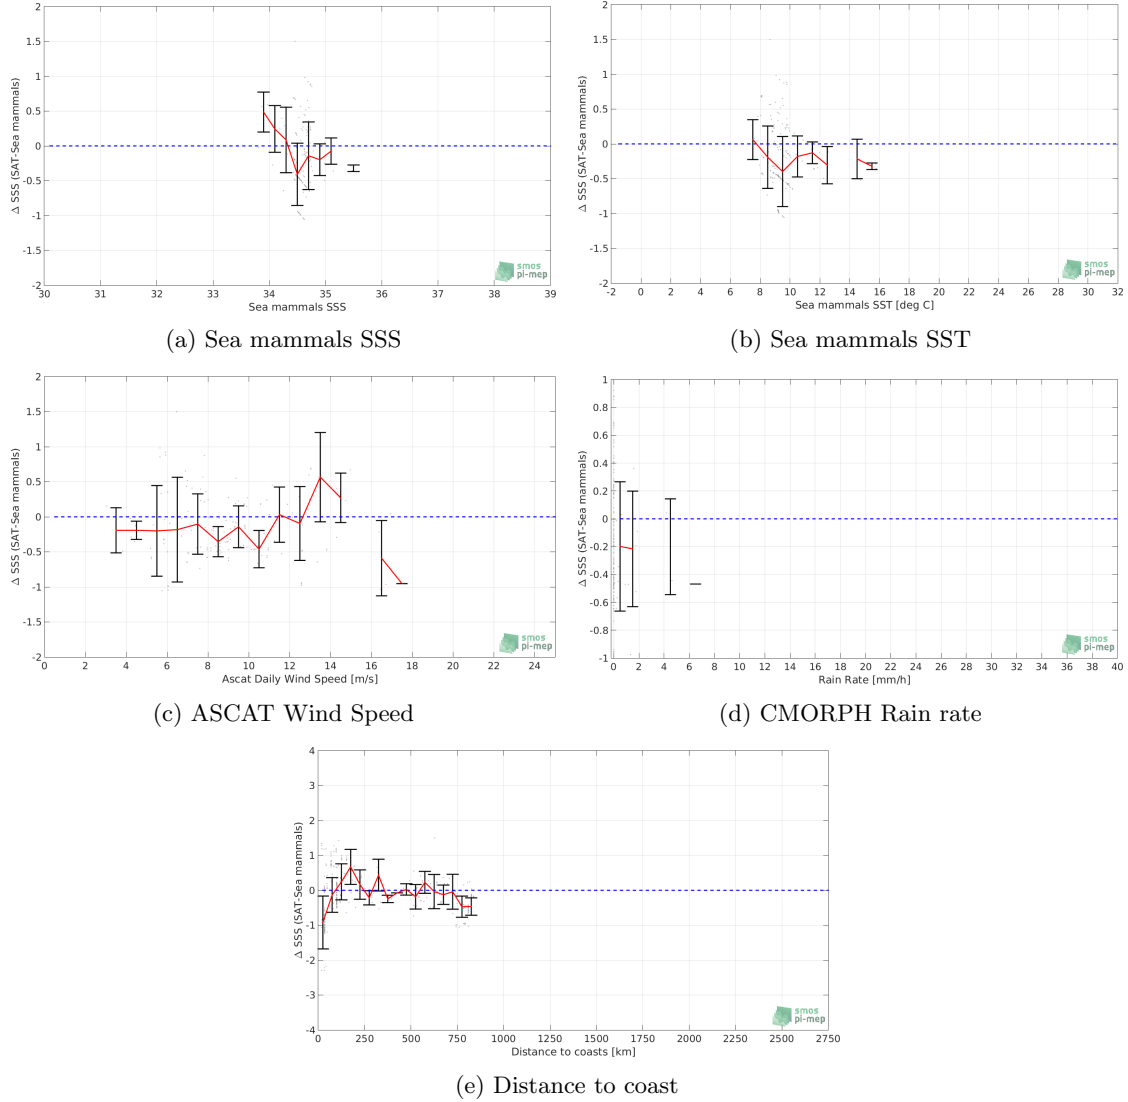 2
1.5
1
0.5
0
-0.5
-1
-1.5
-2
Δ SSS (SAT-Sea mammals)
30 31 32 33 34 35 36 37 38 39
Sea mammals SSS
smos
pi-mep
(a) Sea mammals SSS
2
1.5
1
0.5
0
-0.5
-1
-1.5
-2
Δ SSS (SAT-Sea mammals)
-2 0 2 4 6 8 10 12 14 16 18 20 22 24 26 28 30 32
Sea mammals SST [deg C]
smos
pi-mep
(b) Sea mammals SST
2
1.5
1
0.5
0
-0.5
-1
-1.5
-2
Δ SSS (SAT-Sea mammals)
0 2 4 6 8 10 12 14 16 18 20 22 24
Ascat Daily Wind Speed [m/s]
smos
pi-mep
(c) ASCAT Wind Speed
1
0.8
0.6
0.4
0.2
0
-0.2
-0.4
-0.6
-0.8
-1
Δ SSS (SAT-Sea mammals)
0 2 4 6 8 10 12 14 16 18 20 22 24 26 28 30 32 34 36 38 40
Rain Rate [mm/h]
smos
pi-mep
(d) CMORPH Rain rate
4
3
2
1
0
-1
-2
-3
-4
Δ SSS (SAT-Sea mammals)
0 250 500 750 1000 1250 1500 1750 2000 2250 2500 2750
Distance to coasts [km]
smos
pi-mep
(e) Distance to coast